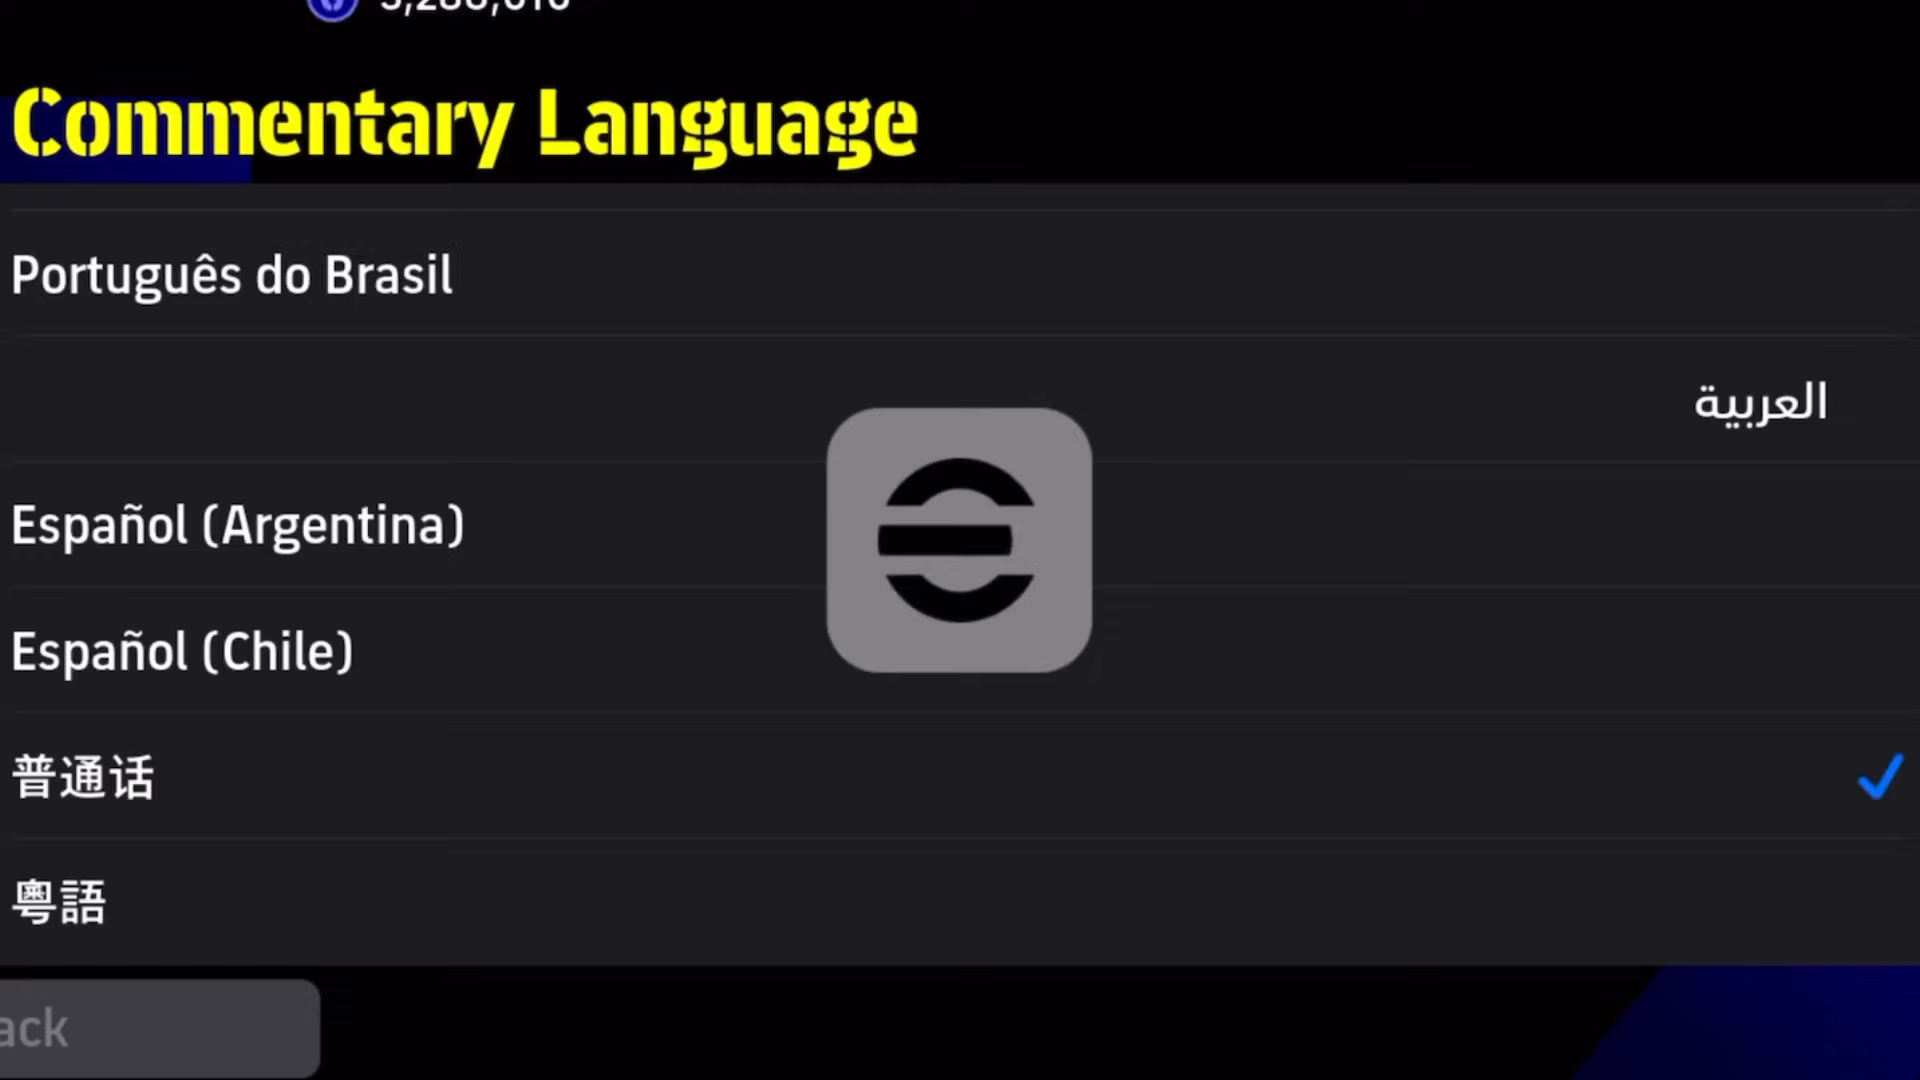 Commentary Language
Português do Brasil
العربية
Español (Argentina)
Español (Chile)
普通话
粵語
ack